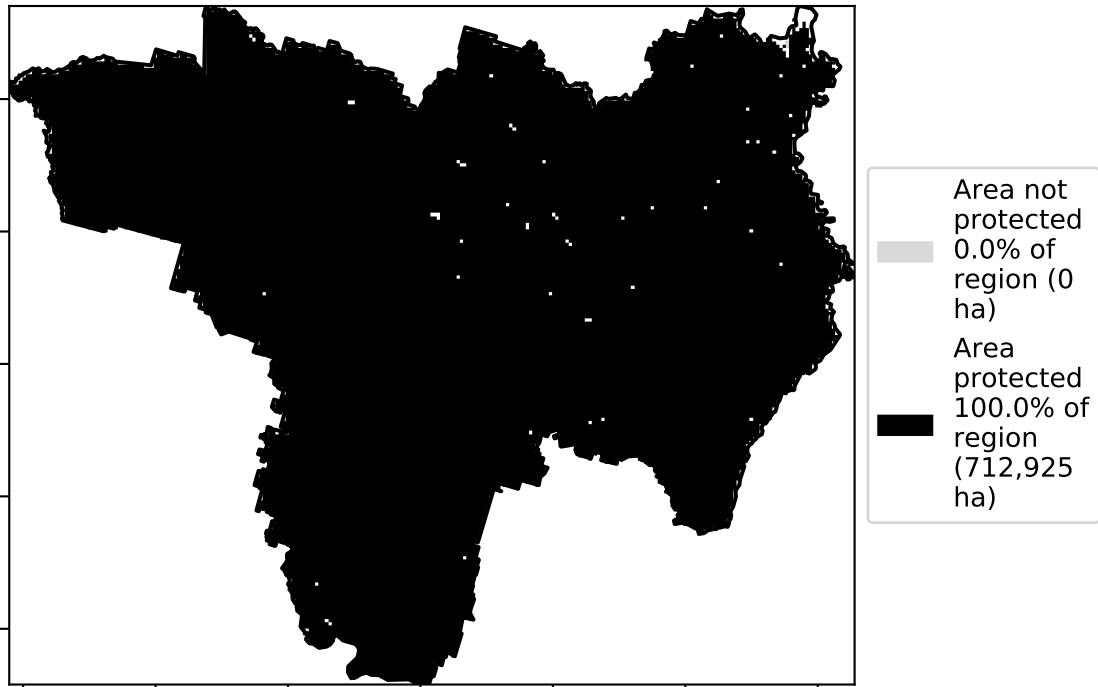 Area not
protected
0.0% of
region (0
ha)
Area
protected
100.0% of
region
(712,925
ha)